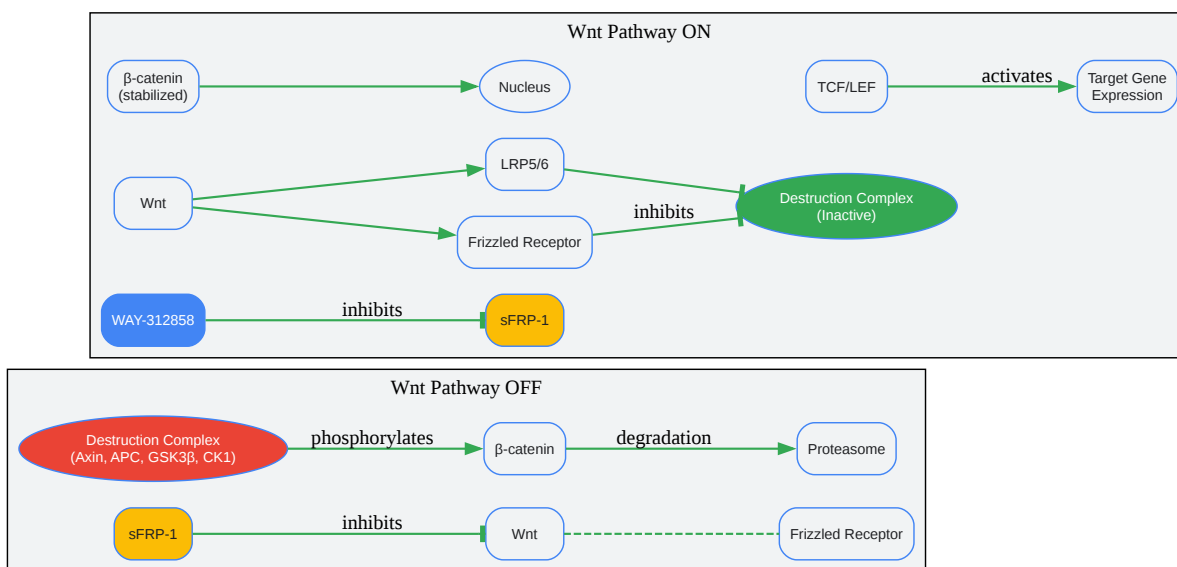 Wnt Pathway ON
β-catenin
(stabilized)
Nucleus
TCF/LEF
activates
Target Gene
Expression
LRP5/6
Wnt
Frizzled Receptor
inhibits
Destruction Complex
(Inactive)
WAY-312858
inhibits
sFRP-1
Wnt Pathway OFF
Destruction Complex
(Axin, APC, GSK3β, CK1)
phosphorylates
β-catenin
degradation
Proteasome
sFRP-1
inhibits
Wnt
Frizzled Receptor